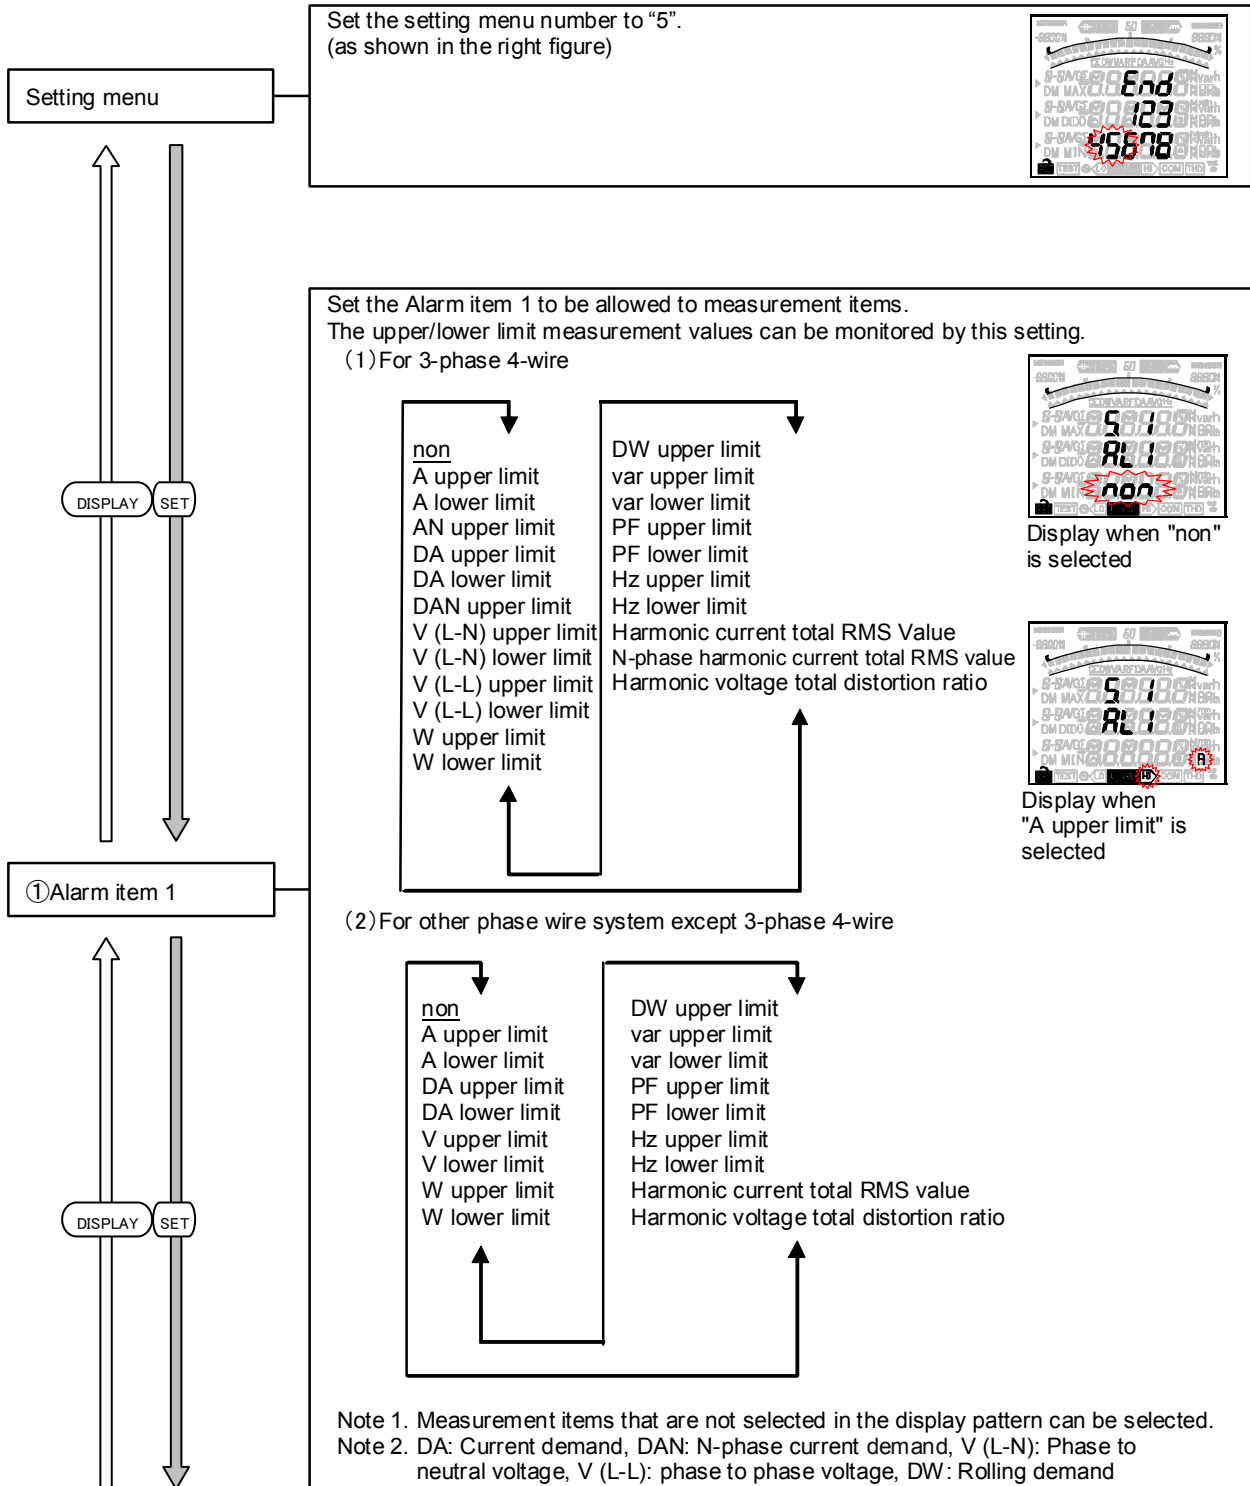 Set the setting menu number to “5”.
(as shown in the right figure)
Setting menu
End
123
45678
Set the Alarm item 1 to be allowed to measurement items.
The upper/lower limit measurement values can be monitored by this setting.
(1)For 3-phase 4-wire
non
A upper limit
A lower limit
AN upper limit
DA upper limit
DA lower limit
DAN upper limit
V (L-N) upper limit
V (L-N) lower limit
V (L-L) upper limit
V (L-L) lower limit
W upper limit
W lower limit
DW upper limit
var upper limit
var lower limit
PF upper limit
PF lower limit
Hz upper limit
Hz lower limit
Harmonic current total RMS Value
N-phase harmonic current total RMS value
Harmonic voltage total distortion ratio
S. 1
AL 1
non
Display when "non"
is selected
S. 1
AL 1
A
HI
Display when
"A upper limit" is
selected
DISPLAY SET
①Alarm item 1
(2)For other phase wire system except 3-phase 4-wire
non
A upper limit
A lower limit
DA upper limit
DA lower limit
V upper limit
V lower limit
W upper limit
W lower limit
DW upper limit
var upper limit
var lower limit
PF upper limit
PF lower limit
Hz upper limit
Hz lower limit
Harmonic current total RMS value
Harmonic voltage total distortion ratio
DISPLAY SET
Note 1. Measurement items that are not selected in the display pattern can be selected.
Note 2. DA: Current demand, DAN: N-phase current demand, V (L-N): Phase to
neutral voltage, V (L-L): phase to phase voltage, DW: Rolling demand